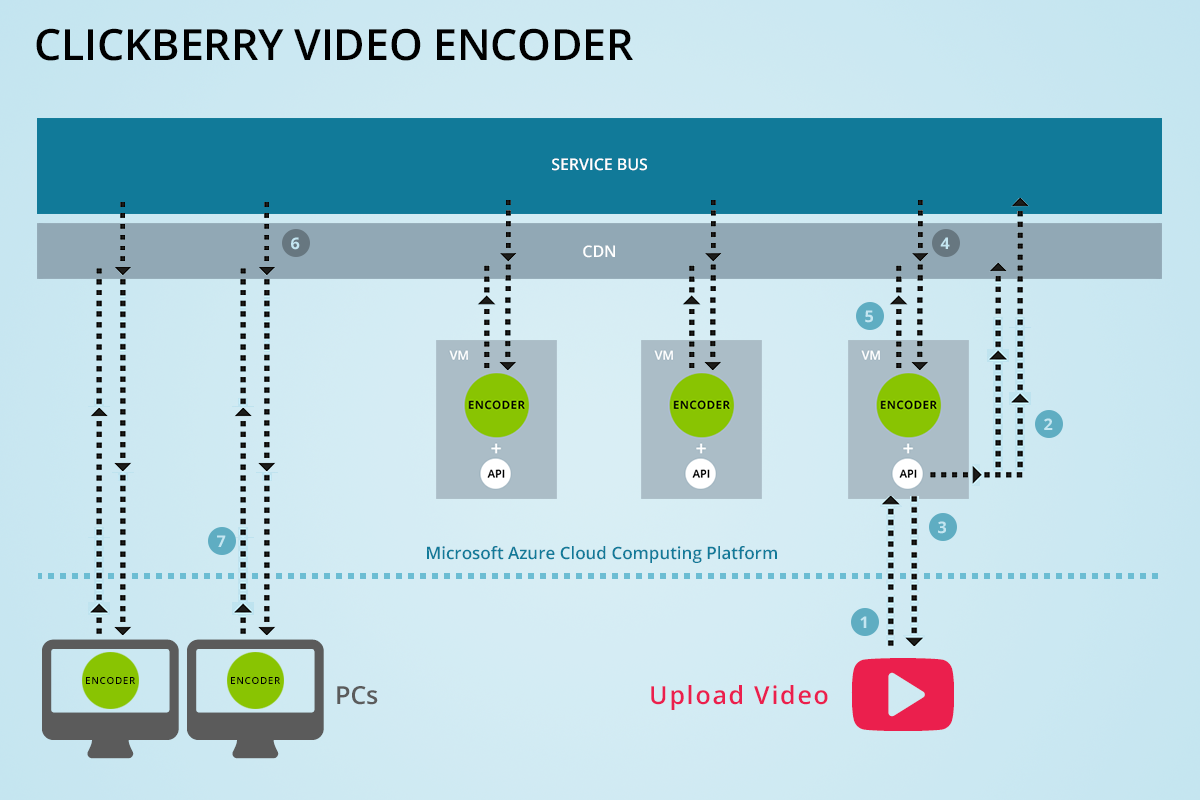 CLICKBERRY VIDEO ENCODER
SERVICE BUS
6
CDN
4
5
VM
VM
VM
ENCODER
ENCODER
ENCODER
2
+
+
+
API
API
API
7
3
Microsoft Azure Cloud Computing Platform
1
ENCODER
ENCODER
PCs
Upload Video